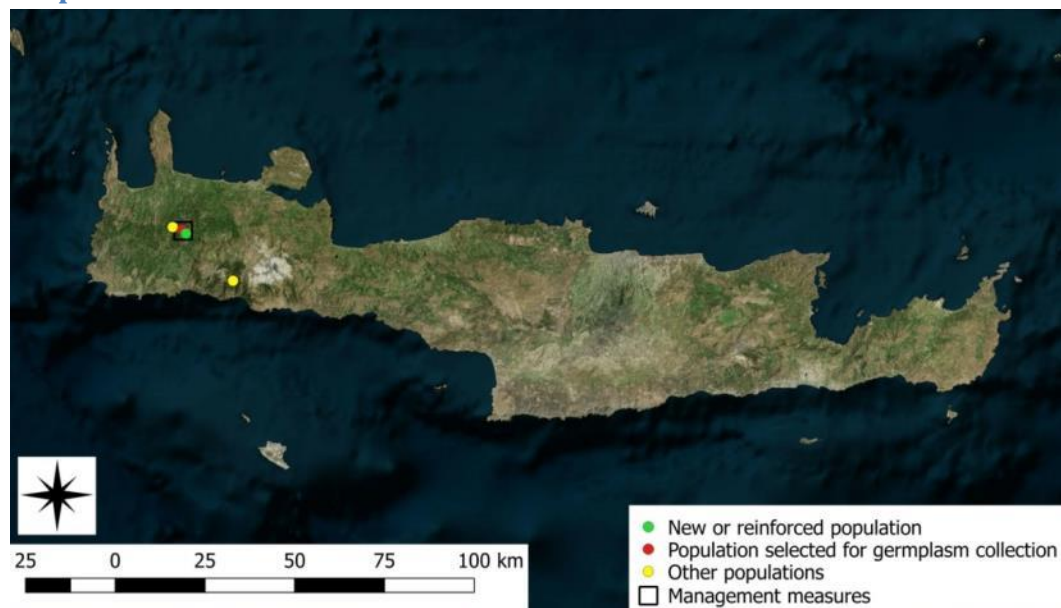 New or reinforced population
Population selected for germplasm collection
Other populations
Management measures
25 0 25 50 75 100 km